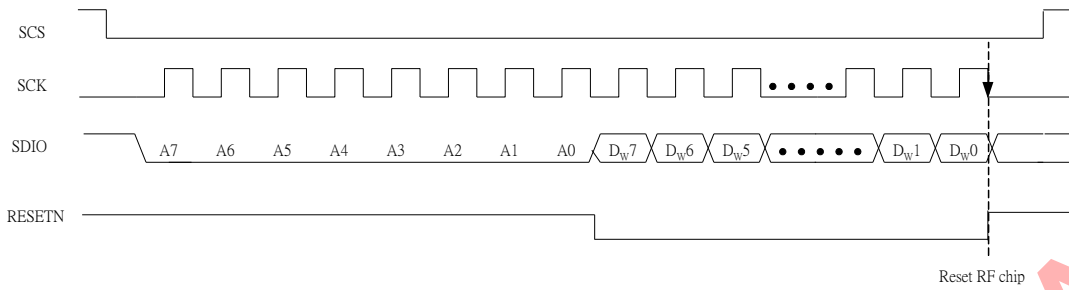 SCS
SCK
SDIO A7 A6 A5 A4 A3 A2 A1 A0 Dw7 Dw6 Dw5 Dw1 Dw0
RESETN
Reset RF chip